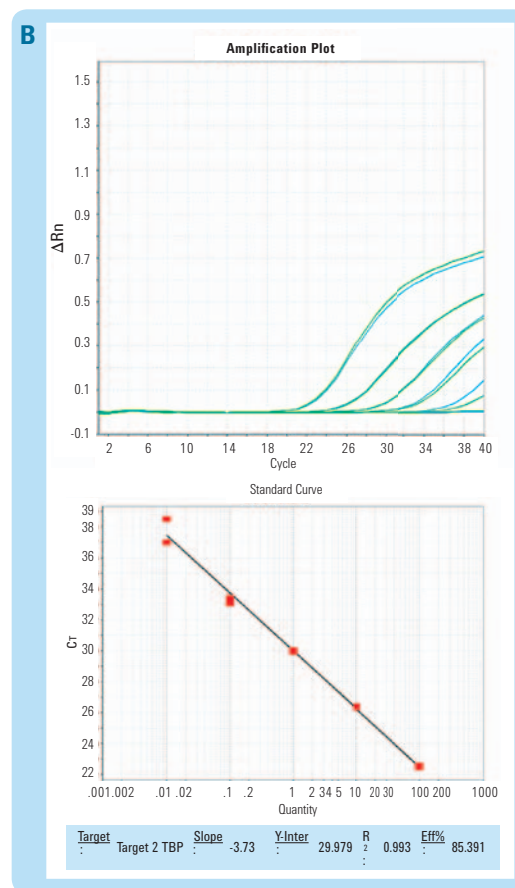 B
Amplification Plot
1.5
1.3
1.1
0.9
0.7
0.5
0.3
0.1
-0.1
ΔRn
2 6 10 14 18 22 26 30 34 38 40
Cycle
Standard Curve
39
38
36
34
32
30
28
26
24
22
CT
.001 .002 .01 .02 .1 .2 1 2 3 4 5 10 20 30 100 200 1000
Quantity
Target : Target 2 TBP Slope : -3.73 Y-Inter : 29.979 R 2 : 0.993 Eff% : 85.391